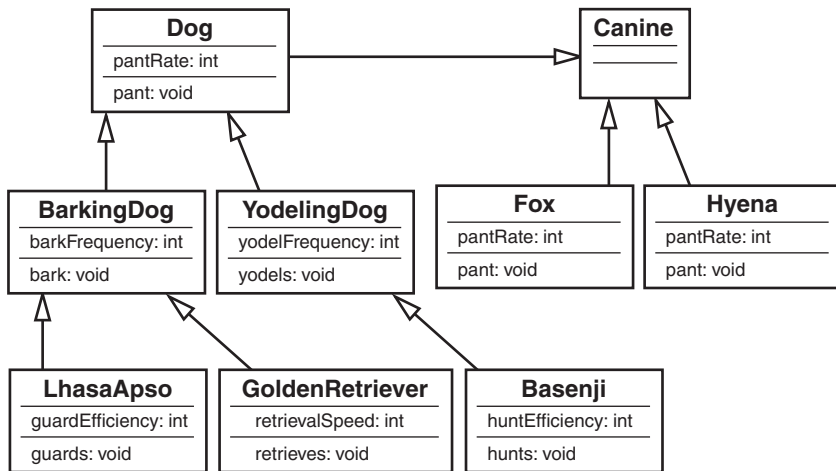 Dog
pantRate: int
pant: void
Canine
BarkingDog
barkFrequency: int
bark: void
YodelingDog
yodelFrequency: int
yodels: void
Fox
pantRate: int
pant: void
Hyena
pantRate: int
pant: void
LhasaApso
guardEfficiency: int
guards: void
GoldenRetriever
retrievalSpeed: int
retrieves: void
Basenji
huntEfficiency: int
hunts: void